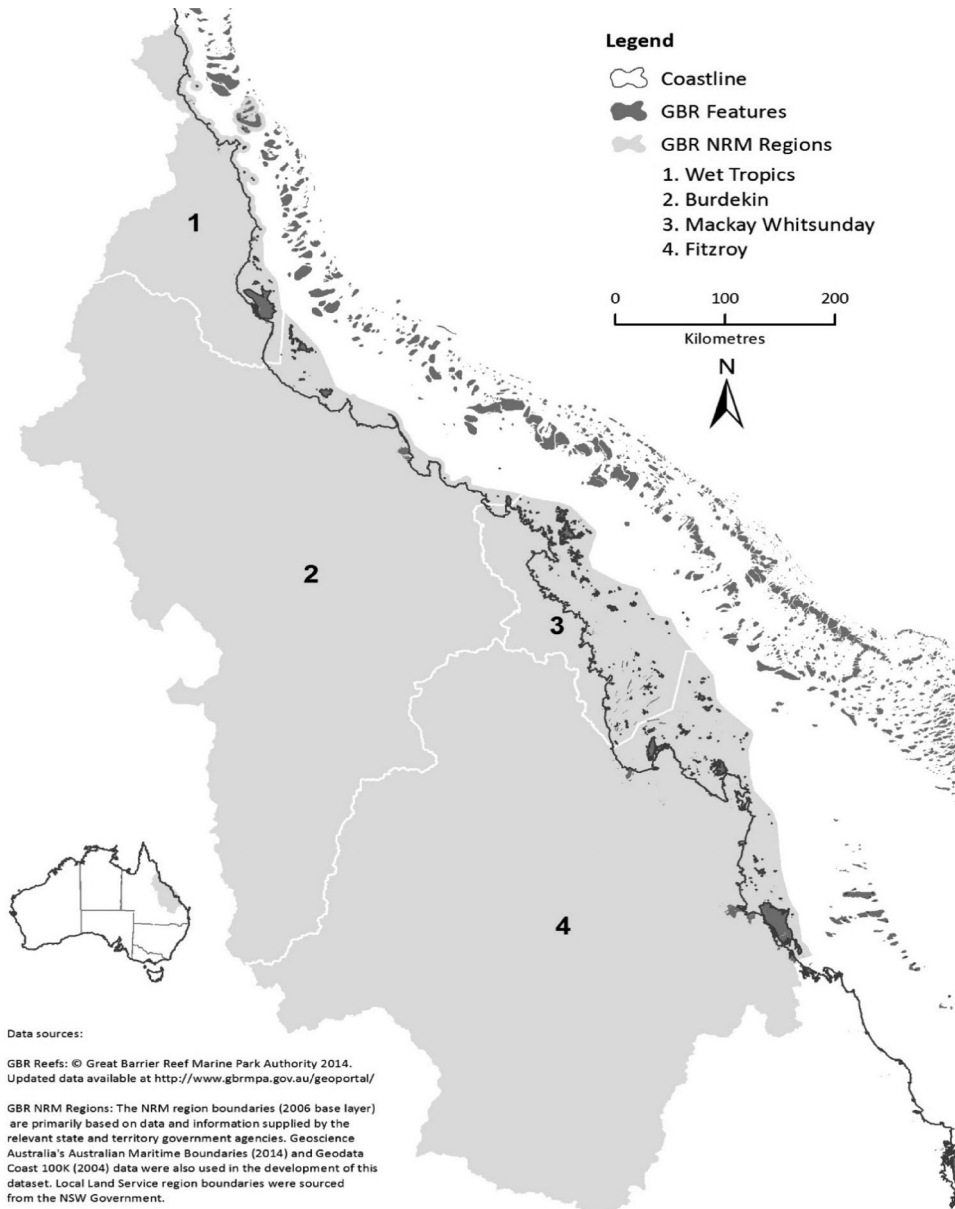 Legend
Coastline
GBR Features
GBR NRM Regions
1. Wet Tropics
2. Burdekin
3. Mackay Whitsunday
4. Fitzroy
0 100 200
Kilometres
N
1
2
3
4
Data sources:
GBR Reefs: © Great Barrier Reef Marine Park Authority 2014.
Updated data available at http://www.gbrmpa.gov.au/geoportal/
GBR NRM Regions: The NRM region boundaries (2006 base layer)
are primarily based on data and information supplied by the
relevant state and territory government agencies. Geoscience
Australia's Australian Maritime Boundaries (2014) and Geodata
Coast 100K (2004) data were also used in the development of this
dataset. Local Land Service region boundaries were sourced
from the NSW Government.